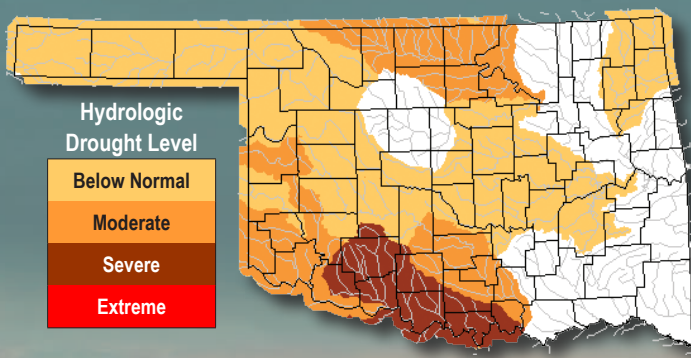 Hydrologic
Drought Level
Below Normal
Moderate
Severe
Extreme